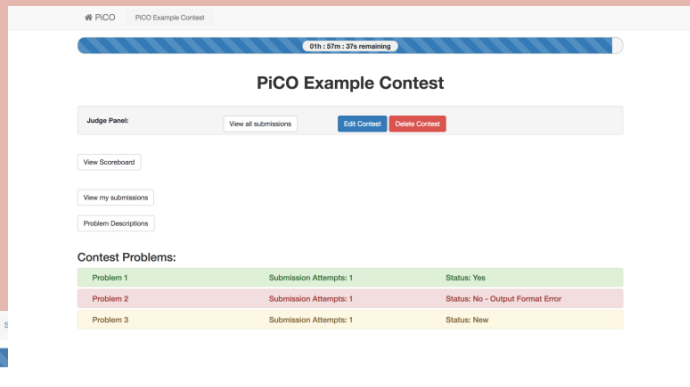 PiCO PiCO Example Contest
01h : 57m : 37s remaining
PiCO Example Contest
Judge Panel: View all submissions Edit Contest Delete Contest
View Scoreboard
View my submissions
Problem Descriptions
Contest Problems:
Problem 1 Submission Attempts: 1 Status: Yes
Problem 2 Submission Attempts: 1 Status: No - Output Format Error
Problem 3 Submission Attempts: 1 Status: New